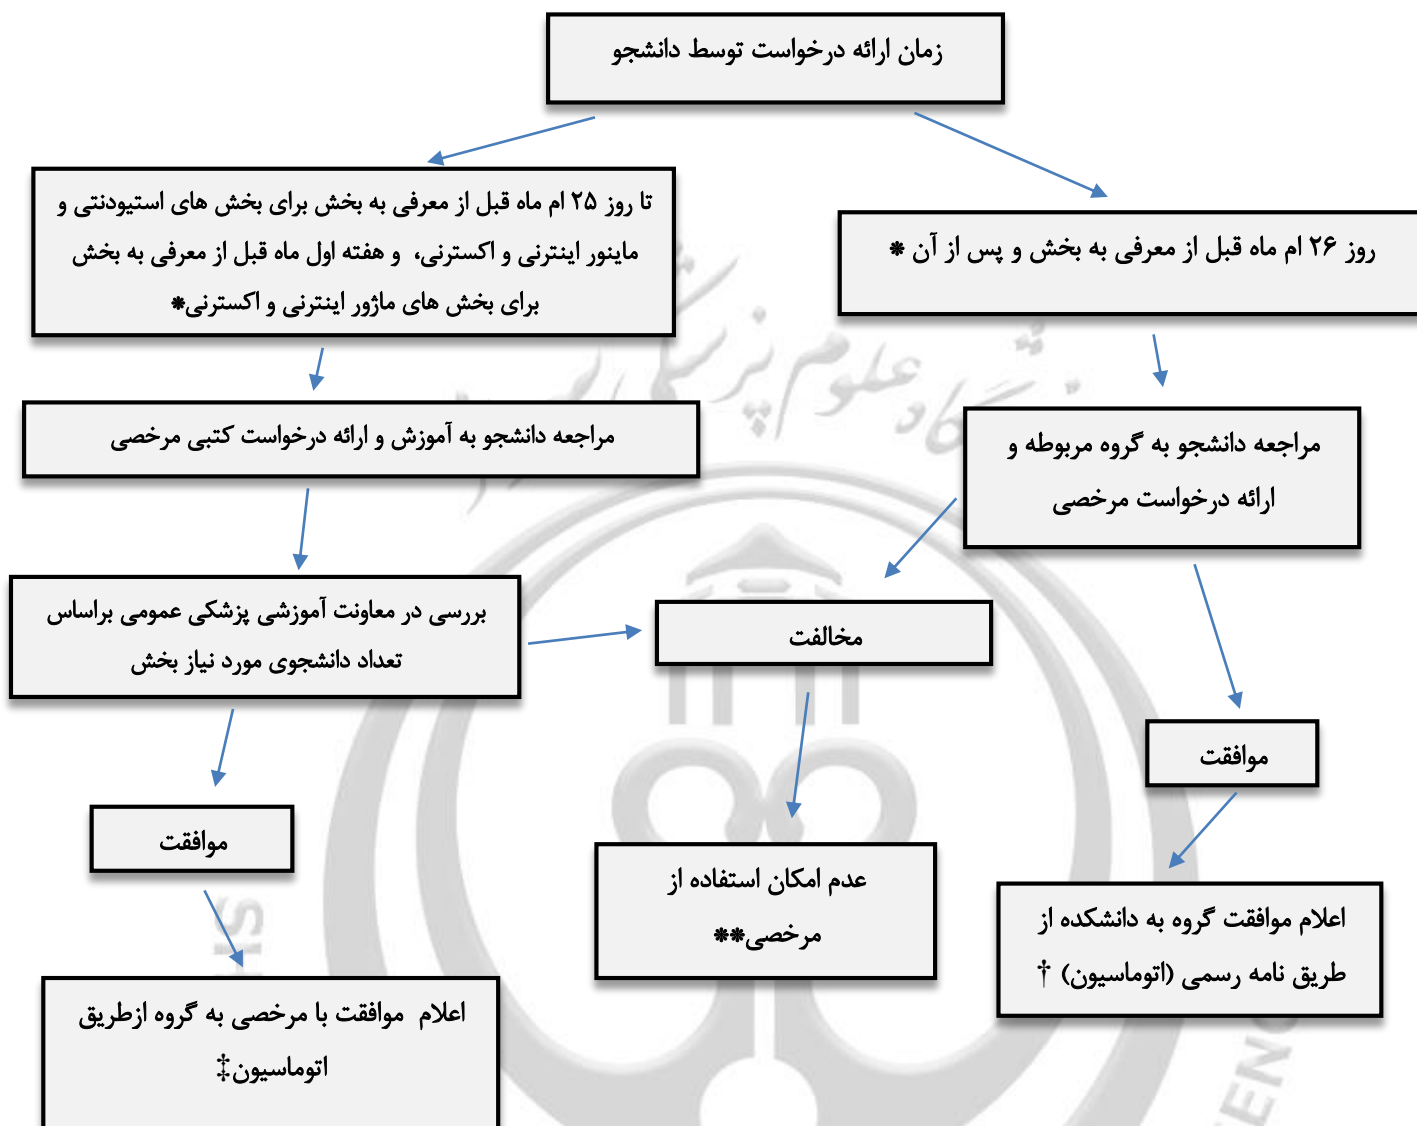 زمان ارائه درخواست توسط دانشجو
روز ۲۶ ام ماه قبل از معرفی به بخش و پس از آن *
تا روز ۲۵ ام ماه قبل از معرفی به بخش برای بخش های استیودنتی و
ماینور اینترنی و اکسترنی، و هفته اول ماه قبل از معرفی به بخش
برای بخش های ماژور اینترنی و اکسترنی*
مراجعه دانشجو به گروه مربوطه و
ارائه درخواست مرخصی
مراجعه دانشجو به آموزش و ارائه درخواست کتبی مرخصی
بررسی در معاونت آموزشی پزشکی عمومی براساس
تعداد دانشجوی مورد نیاز بخش
مخالفت
موافقت
موافقت
عدم امکان استفاده از
مرخصی**
اعلام موافقت گروه به دانشکده از
طریق نامه رسمی (اتوماسیون) †
اعلام موافقت با مرخصی به گروه ازطریق
اتوماسیون‡